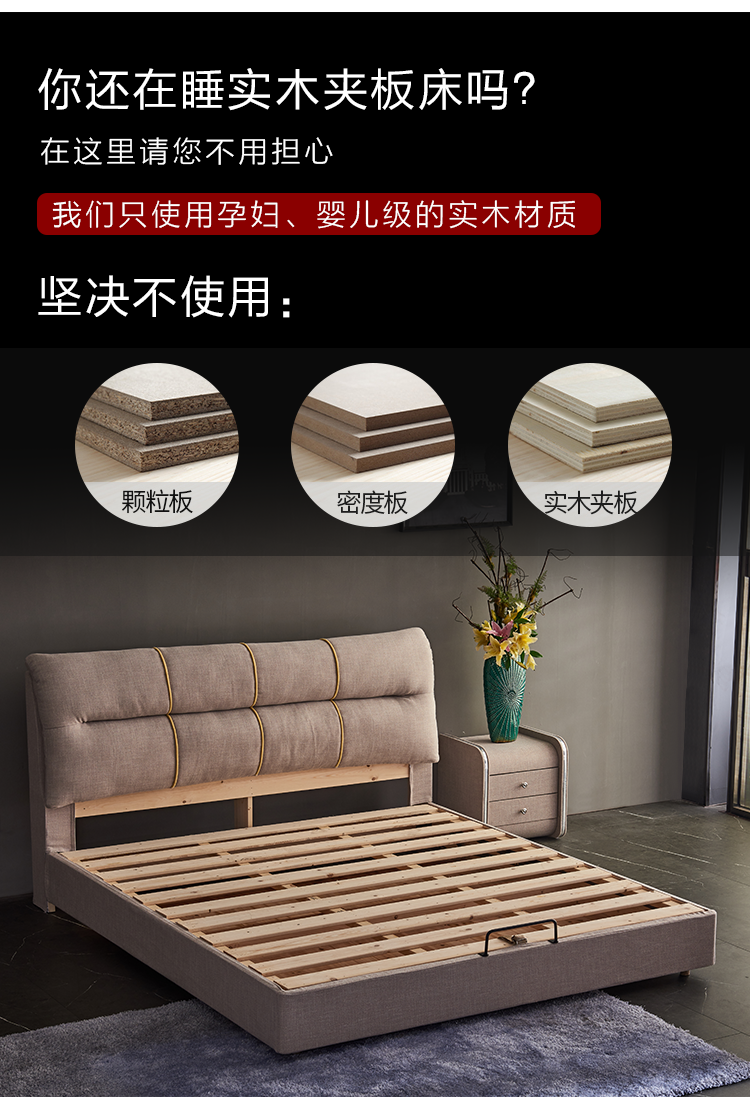 你还在睡实木夹板床吗？
在这里请您不用担心
我们只使用孕妇、婴儿级的实木材质
坚决不使用：
颗粒板
密度板
实木夹板